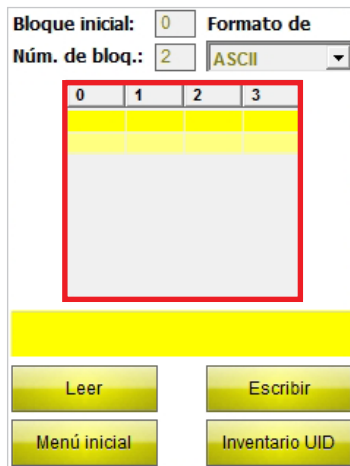 Bloque inicial: 0 Formato de
Núm. de bloq.: 2 ASCII
0 1 2 3
Leer Escribir
Menú inicial Inventario UID